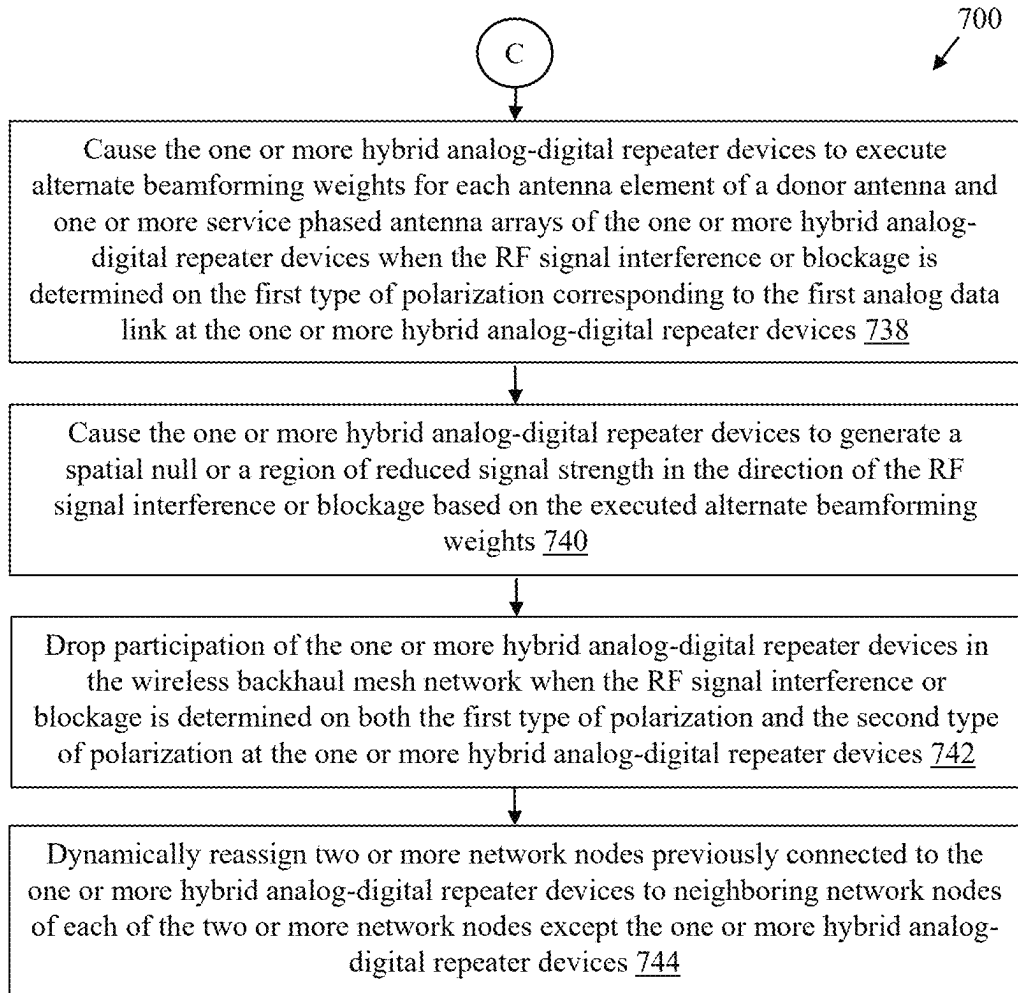 700
C
Cause the one or more hybrid analog-digital repeater devices to execute
alternate beamforming weights for each antenna element of a donor antenna and
one or more service phased antenna arrays of the one or more hybrid analog-
digital repeater devices when the RF signal interference or blockage is
determined on the first type of polarization corresponding to the first analog data
link at the one or more hybrid analog-digital repeater devices 738
Cause the one or more hybrid analog-digital repeater devices to generate a
spatial null or a region of reduced signal strength in the direction of the RF
signal interference or blockage based on the executed alternate beamforming
weights 740
Drop participation of the one or more hybrid analog-digital repeater devices in
the wireless backhaul mesh network when the RF signal interference or
blockage is determined on both the first type of polarization and the second type
of polarization at the one or more hybrid analog-digital repeater devices 742
Dynamically reassign two or more network nodes previously connected to the
one or more hybrid analog-digital repeater devices to neighboring network nodes
of each of the two or more network nodes except the one or more hybrid analog-
digital repeater devices 744